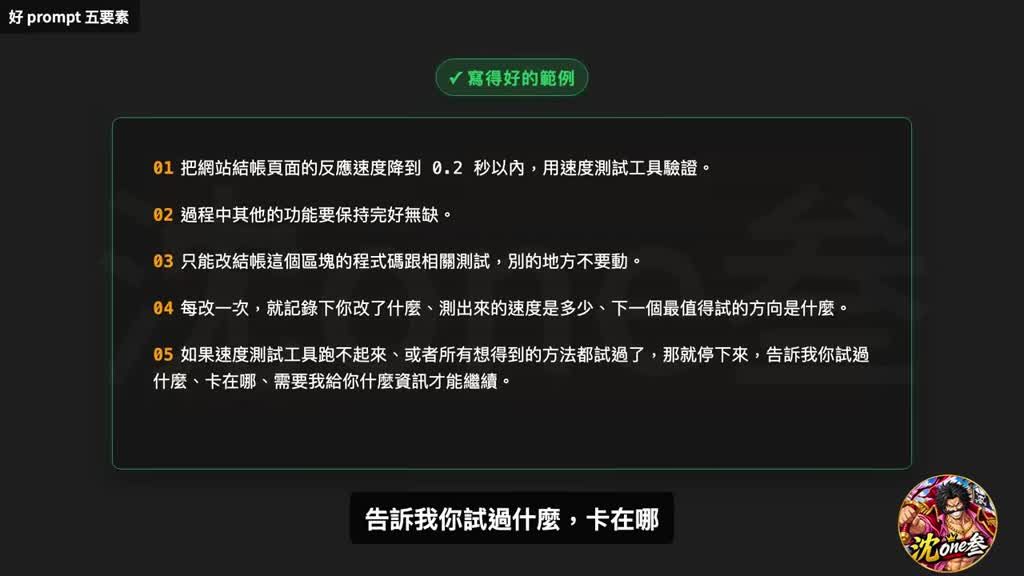 好 prompt 五要素
✓ 寫得好的範例
01 把網站結帳頁面的反應速度降到 0.2 秒以內，用速度測試工具驗證。
02 過程中其他的功能要保持完好無缺。
03 只能改結帳這個區塊的程式碼跟相關測試，別的地方不要動。
04 每改一次，就記錄下你改了什麼、測出來的速度是多少、下一個最值得試的方向是什麼。
05 如果速度測試工具跑不起來、或者所有想得到的方法都試過了，那就停下來，告訴我你試過
什麼、卡在哪、需要我給你什麼資訊才能繼續。
告訴我你試過什麼，卡在哪
沈one叁